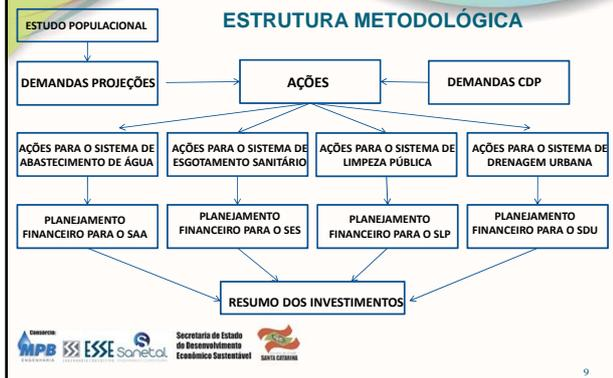 ESTRUTURA METODOLÓGICA
ESTUDO POPULACIONAL
DEMANDAS PROJEÇÕES
AÇÕES
DEMANDAS CDP
AÇÕES PARA O SISTEMA DE
ABASTECIMENTO DE ÁGUA
AÇÕES PARA O SISTEMA DE
ESGOTAMENTO SANITÁRIO
AÇÕES PARA O SISTEMA DE
LIMPEZA PÚBLICA
AÇÕES PARA O SISTEMA DE
DRENAGEM URBANA
PLANEJAMENTO
FINANCEIRO PARA O SAA
PLANEJAMENTO
FINANCEIRO PARA O SES
PLANEJAMENTO
FINANCEIRO PARA O SLP
PLANEJAMENTO
FINANCEIRO PARA O SDU
RESUMO DOS INVESTIMENTOS
Consórcio:
MPB
ENGENHARIA
ESSE
Sanetal
Secretaria de Estado
do Desenvolvimento
Econômico Sustentável
SANTA CATARINA
9